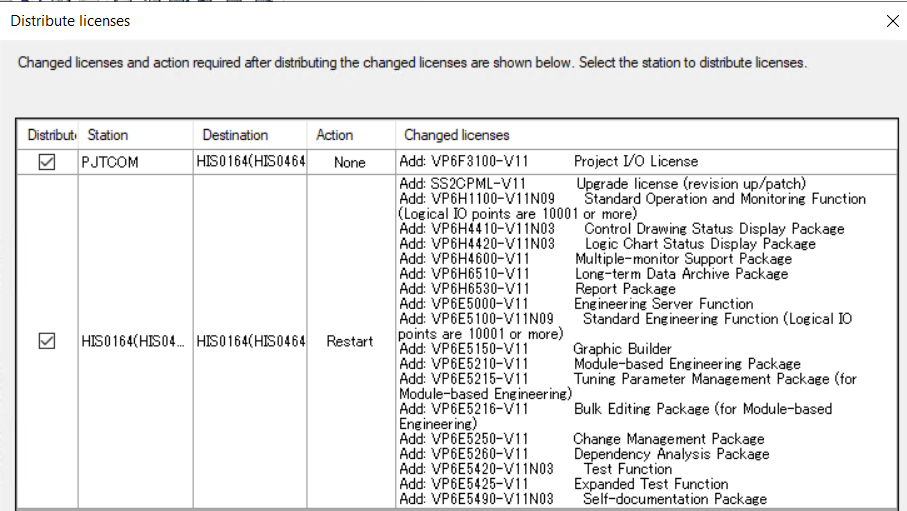 Distribute licenses
Changed licenses and action required after distributing the changed licenses are shown below. Select the station to distribute licenses.
Distribut Station Destination Action Changed licenses
PJTCOM HIS0164(HIS0464 None Add: VP6F3100-V11 Project I/O License
Add: SS2CPML-V11 Upgrade license (revision up/patch)
Add: VP6H1100-V11N09 Standard Operation and Monitoring Function
(Logical IO points are 10001 or more)
Add: VP6H4410-V11N03 Control Drawing Status Display Package
Add: VP6H4420-V11N03 Logic Chart Status Display Package
Add: VP6H4600-V11 Multiple-monitor Support Package
Add: VP6H6510-V11 Long-term Data Archive Package
Add: VP6H6530-V11 Report Package
Add: VP6E5000-V11 Engineering Server Function
Add: VP6E5100-V11N09 Standard Engineering Function (Logical IO
points are 10001 or more)
HIS0164(HIS04... HIS0164(HIS0464 Restart
Add: VP6E5150-V11 Graphic Builder
Add: VP6E5210-V11 Module-based Engineering Package
Add: VP6E5215-V11 Tuning Parameter Management Package (for
Module-based Engineering)
Add: VP6E5216-V11 Bulk Editing Package (for Module-based
Engineering)
Add: VP6E5250-V11 Change Management Package
Add: VP6E5260-V11 Dependency Analysis Package
Add: VP6E5420-V11N03 Test Function
Add: VP6E5425-V11 Expanded Test Function
Add: VP6E5490-V11N03 Self-documentation Package